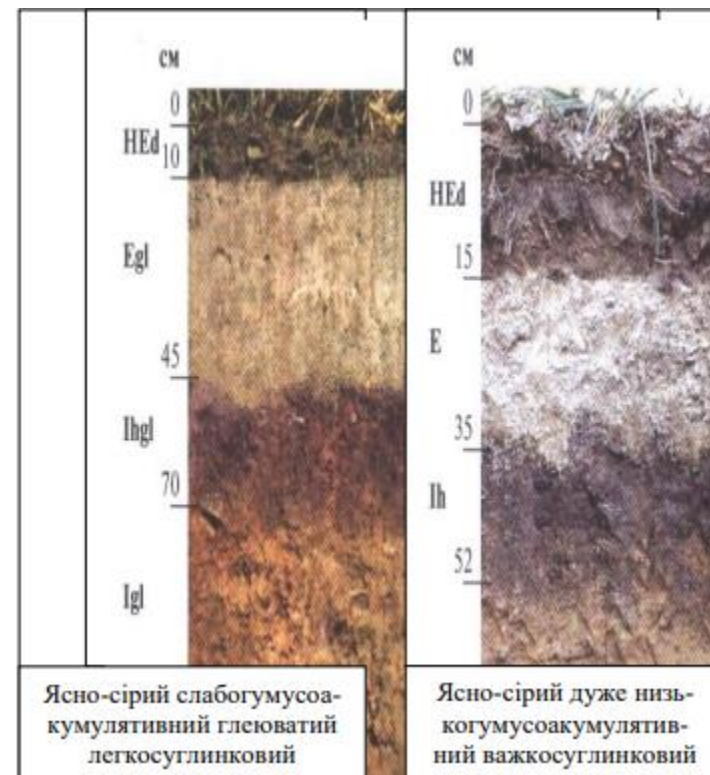 см
0
HEd
10
Egl
45
Ihgl
70
Igl
Ясно-сірий слабогумусоа-
кумулятивний глеюватий
легкосуглинковий
см
0
HEd
15
E
35
Ih
52
Ясно-сірий дуже низь-
когумусоакумулятив-
ний важкосуглинковий